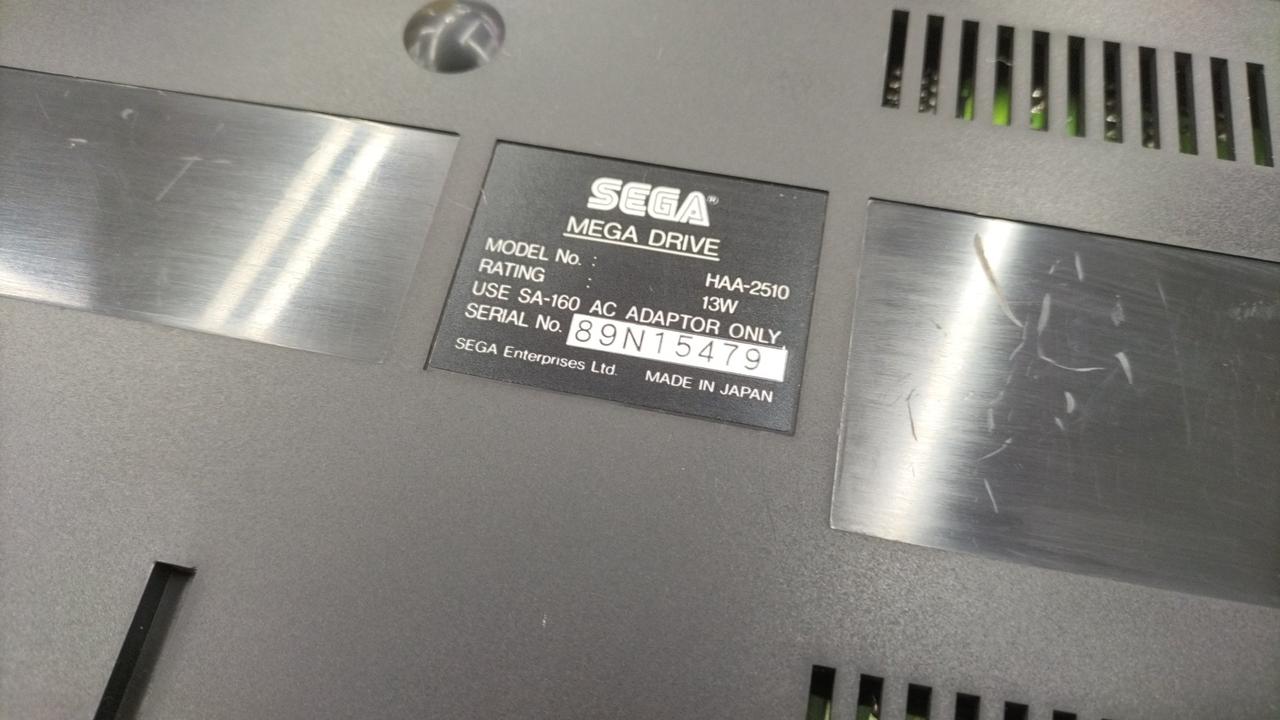 SEGA®
MEGA DRIVE
MODEL No. : HAA-2510
RATING : 13W
USE SA-160 AC ADAPTOR ONLY.
SERIAL No. 89N15479
SEGA Enterprises Ltd. MADE IN JAPAN